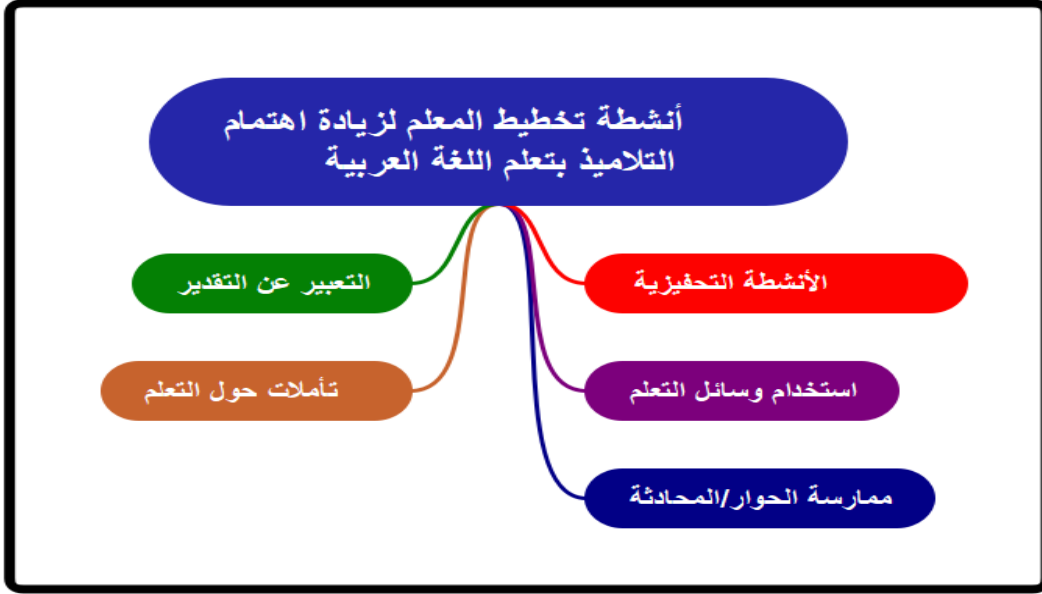 أنشطة تخطيط المعلم لزيادة اهتمام
التلاميذ بتعلم اللغة العربية
الأنشطة التحفيزية
التعبير عن التقدير
استخدام وسائل التعلم
تأملات حول التعلم
ممارسة الحوار/المحادثة